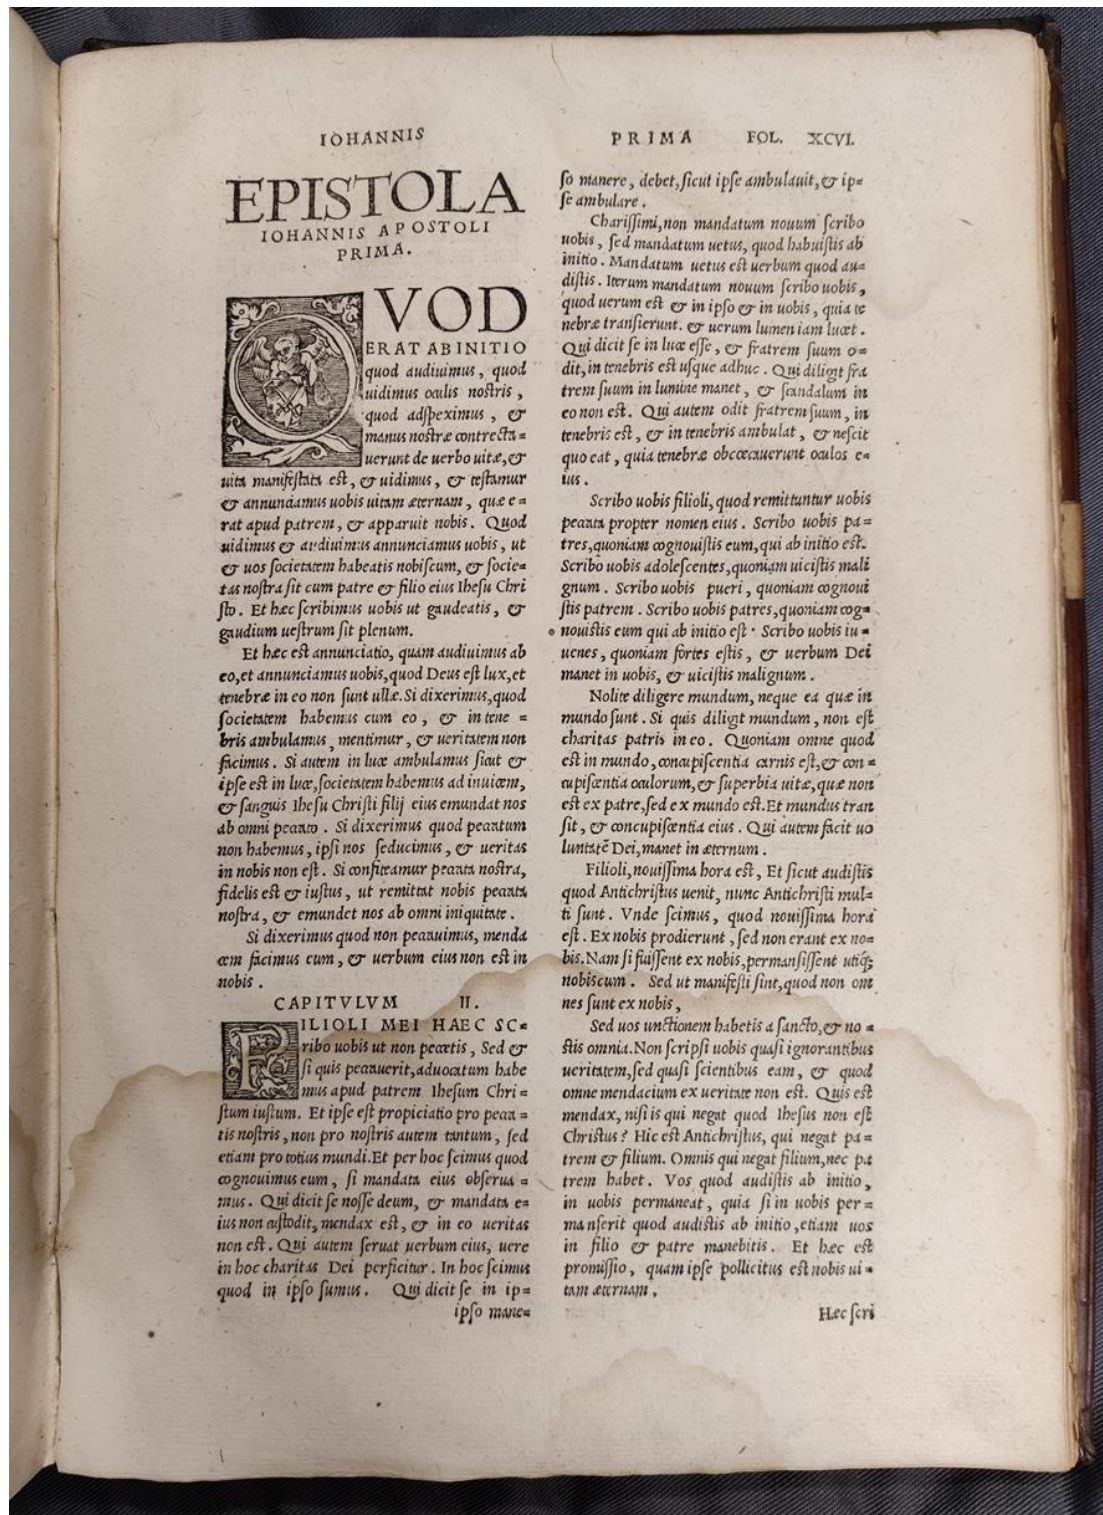 IOHANNIS
PRIMA FOL. XCVI.
EPISTOLA
IOHANNIS APOSTOLI
PRIMA.
QVOD
ERAT AB INITIO
quod audiuimus, quod
uidimus oculis nostris,
quod adspeximus, &
manus nostræ contrecta=
uerunt de uerbo uitæ, &
uita manifestata est, & uidimus, & testamur
& annunciamus uobis uitam æternam, quæ e=
rat apud patrem, & apparuit nobis. Quod
uidimus & audiuimus annunciamus uobis, ut
& uos societatem habeatis nobiscum, & socie=
tas nostra sit cum patre & filio eius Ihesu Chri
sto. Et hæc scribimus uobis ut gaudeatis, &
gaudium uestrum sit plenum.
Et hæc est annunciatio, quam audiuimus ab
eo, et annunciamus uobis, quod Deus est lux, et
tenebræ in eo non sunt ullæ. Si dixerimus, quod
societatem habemus cum eo, & in tene =
bris ambulamus, mentimur, & ueritatem non
facimus. Si autem in luce ambulamus sicut &
ipse est in luce, societatem habemus ad inuicem,
& sanguis Ihesu Christi filij eius emundat nos
ab omni peccato. Si dixerimus quod peccatum
non habemus, ipsi nos seducimus, & ueritas
in nobis non est. Si confiteamur peccata nostra,
fidelis est & iustus, ut remittat nobis peccata
nostra, & emundet nos ab omni iniquitate.
Si dixerimus quod non peccauimus, menda
cem facimus eum, & uerbum eius non est in
nobis.
CAPITVLVM II.
FILIOLI MEI HAEC SC=
ribo uobis ut non peccetis, Sed &
si quis peccauerit, aduocatum habe
mus apud patrem Ihesum Chri=
stum iustum. Et ipse est propiciatio pro pecca =
tis nostris, non pro nostris autem tantum, sed
etiam pro totius mundi. Et per hoc scimus quod
cognouimus eum, si mandata eius obserua =
mus. Qui dicit se nosse deum, & mandata e=
ius non custodit, mendax est, & in eo ueritas
non est. Qui autem seruat uerbum eius, uere
in hoc charitas Dei perficitur. In hoc scimus
quod in ipso sumus. Qui dicit se in ip=
ipso mane=
so manere, debet, sicut ipse ambulauit, & ip=
se ambulare.
Charissimi, non mandatum nouum scribo
uobis, sed mandatum uetus, quod habuistis ab
initio. Mandatum uetus est uerbum quod au=
distis. Iterum mandatum nouum scribo uobis,
quod uerum est & in ipso & in uobis, quia te
nebræ transierunt. & uerum lumen iam lucet.
Qui dicit se in luce esse, & fratrem suum o=
dit, in tenebris est usque adhuc. Qui diligit fra
trem suum in lumine manet, & scandalum in
eo non est. Qui autem odit fratrem suum, in
tenebris est, & in tenebris ambulat, & nescit
quo eat, quia tenebræ obcœcauerunt oculos e=
ius.
Scribo uobis filioli, quod remittuntur uobis
peccata propter nomen eius. Scribo uobis pa=
tres, quoniam cognouistis eum, qui ab initio est.
Scribo uobis adolescentes, quoniam uicistis mali
gnum. Scribo uobis pueri, quoniam cognoui
stis patrem. Scribo uobis patres, quoniam cog=
nouistis eum qui ab initio est. Scribo uobis iu=
uenes, quoniam fortes estis, & uerbum Dei
manet in uobis, & uicistis malignum.
Nolite diligere mundum, neque ea quæ in
mundo sunt. Si quis diligit mundum, non est
charitas patris in eo. Quoniam omne quod
est in mundo, concupiscentia carnis est, & con=
cupiscentia oculorum, & superbia uitæ, quæ non
est ex patre, sed ex mundo est. Et mundus tran
sit, & concupiscentia eius. Qui autem facit uo
luntatē Dei, manet in æternum.
Filioli, nouissima hora est, Et sicut audistis
quod Antichristus uenit, nunc Antichristi mul=
ti sunt. Vnde scimus, quod nouissima hora
est. Ex nobis prodierunt, sed non erant ex no=
bis. Nam si fuissent ex nobis, permansissent utiq;
nobiscum. Sed ut manifesti sint, quod non om
nes sunt ex nobis,
Sed uos unctionem habetis a sancto, & no =
stis omnia. Non scripsi uobis quasi ignorantibus
ueritatem, sed quasi scientibus eam, & quod
omne mendacium ex ueritate non est. Quis est
mendax, nisi is qui negat quod Ihesus non est
Christus? Hic est Antichristus, qui negat pa=
trem & filium. Omnis qui negat filium, nec pa
trem habet. Vos quod audistis ab initio,
in uobis permaneat, quia si in uobis per=
manserit quod audistis ab initio, etiam uos
in filio & patre manebitis. Et hæc est
promissio, quam ipse pollicitus est nobis ui=
tam æternam.
Hæc scri